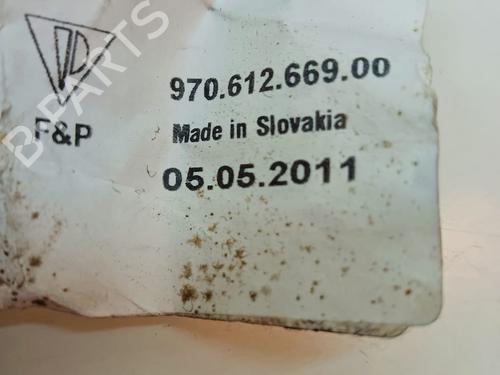 970.612.669.00
F&P
Made in Slovakia
05.05.2011
B-PARTS